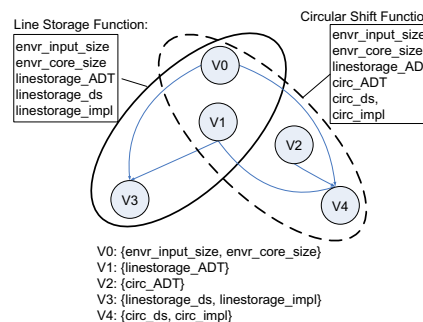 Line Storage Function:
envr_input_size
envr_core_size
linestorage_ADT
linestorage_ds
linestorage_impl
Circular Shift Function
envr_input_size
envr_core_size
linestorage_AD
circ_ADT
circ_ds,
circ_impl
V0
V1
V2
V3
V4
V0: {envr_input_size, envr_core_size}
V1: {linestorage_ADT}
V2: {circ_ADT}
V3: {linestorage_ds, linestorage_impl}
V4: {circ_ds, circ_impl}